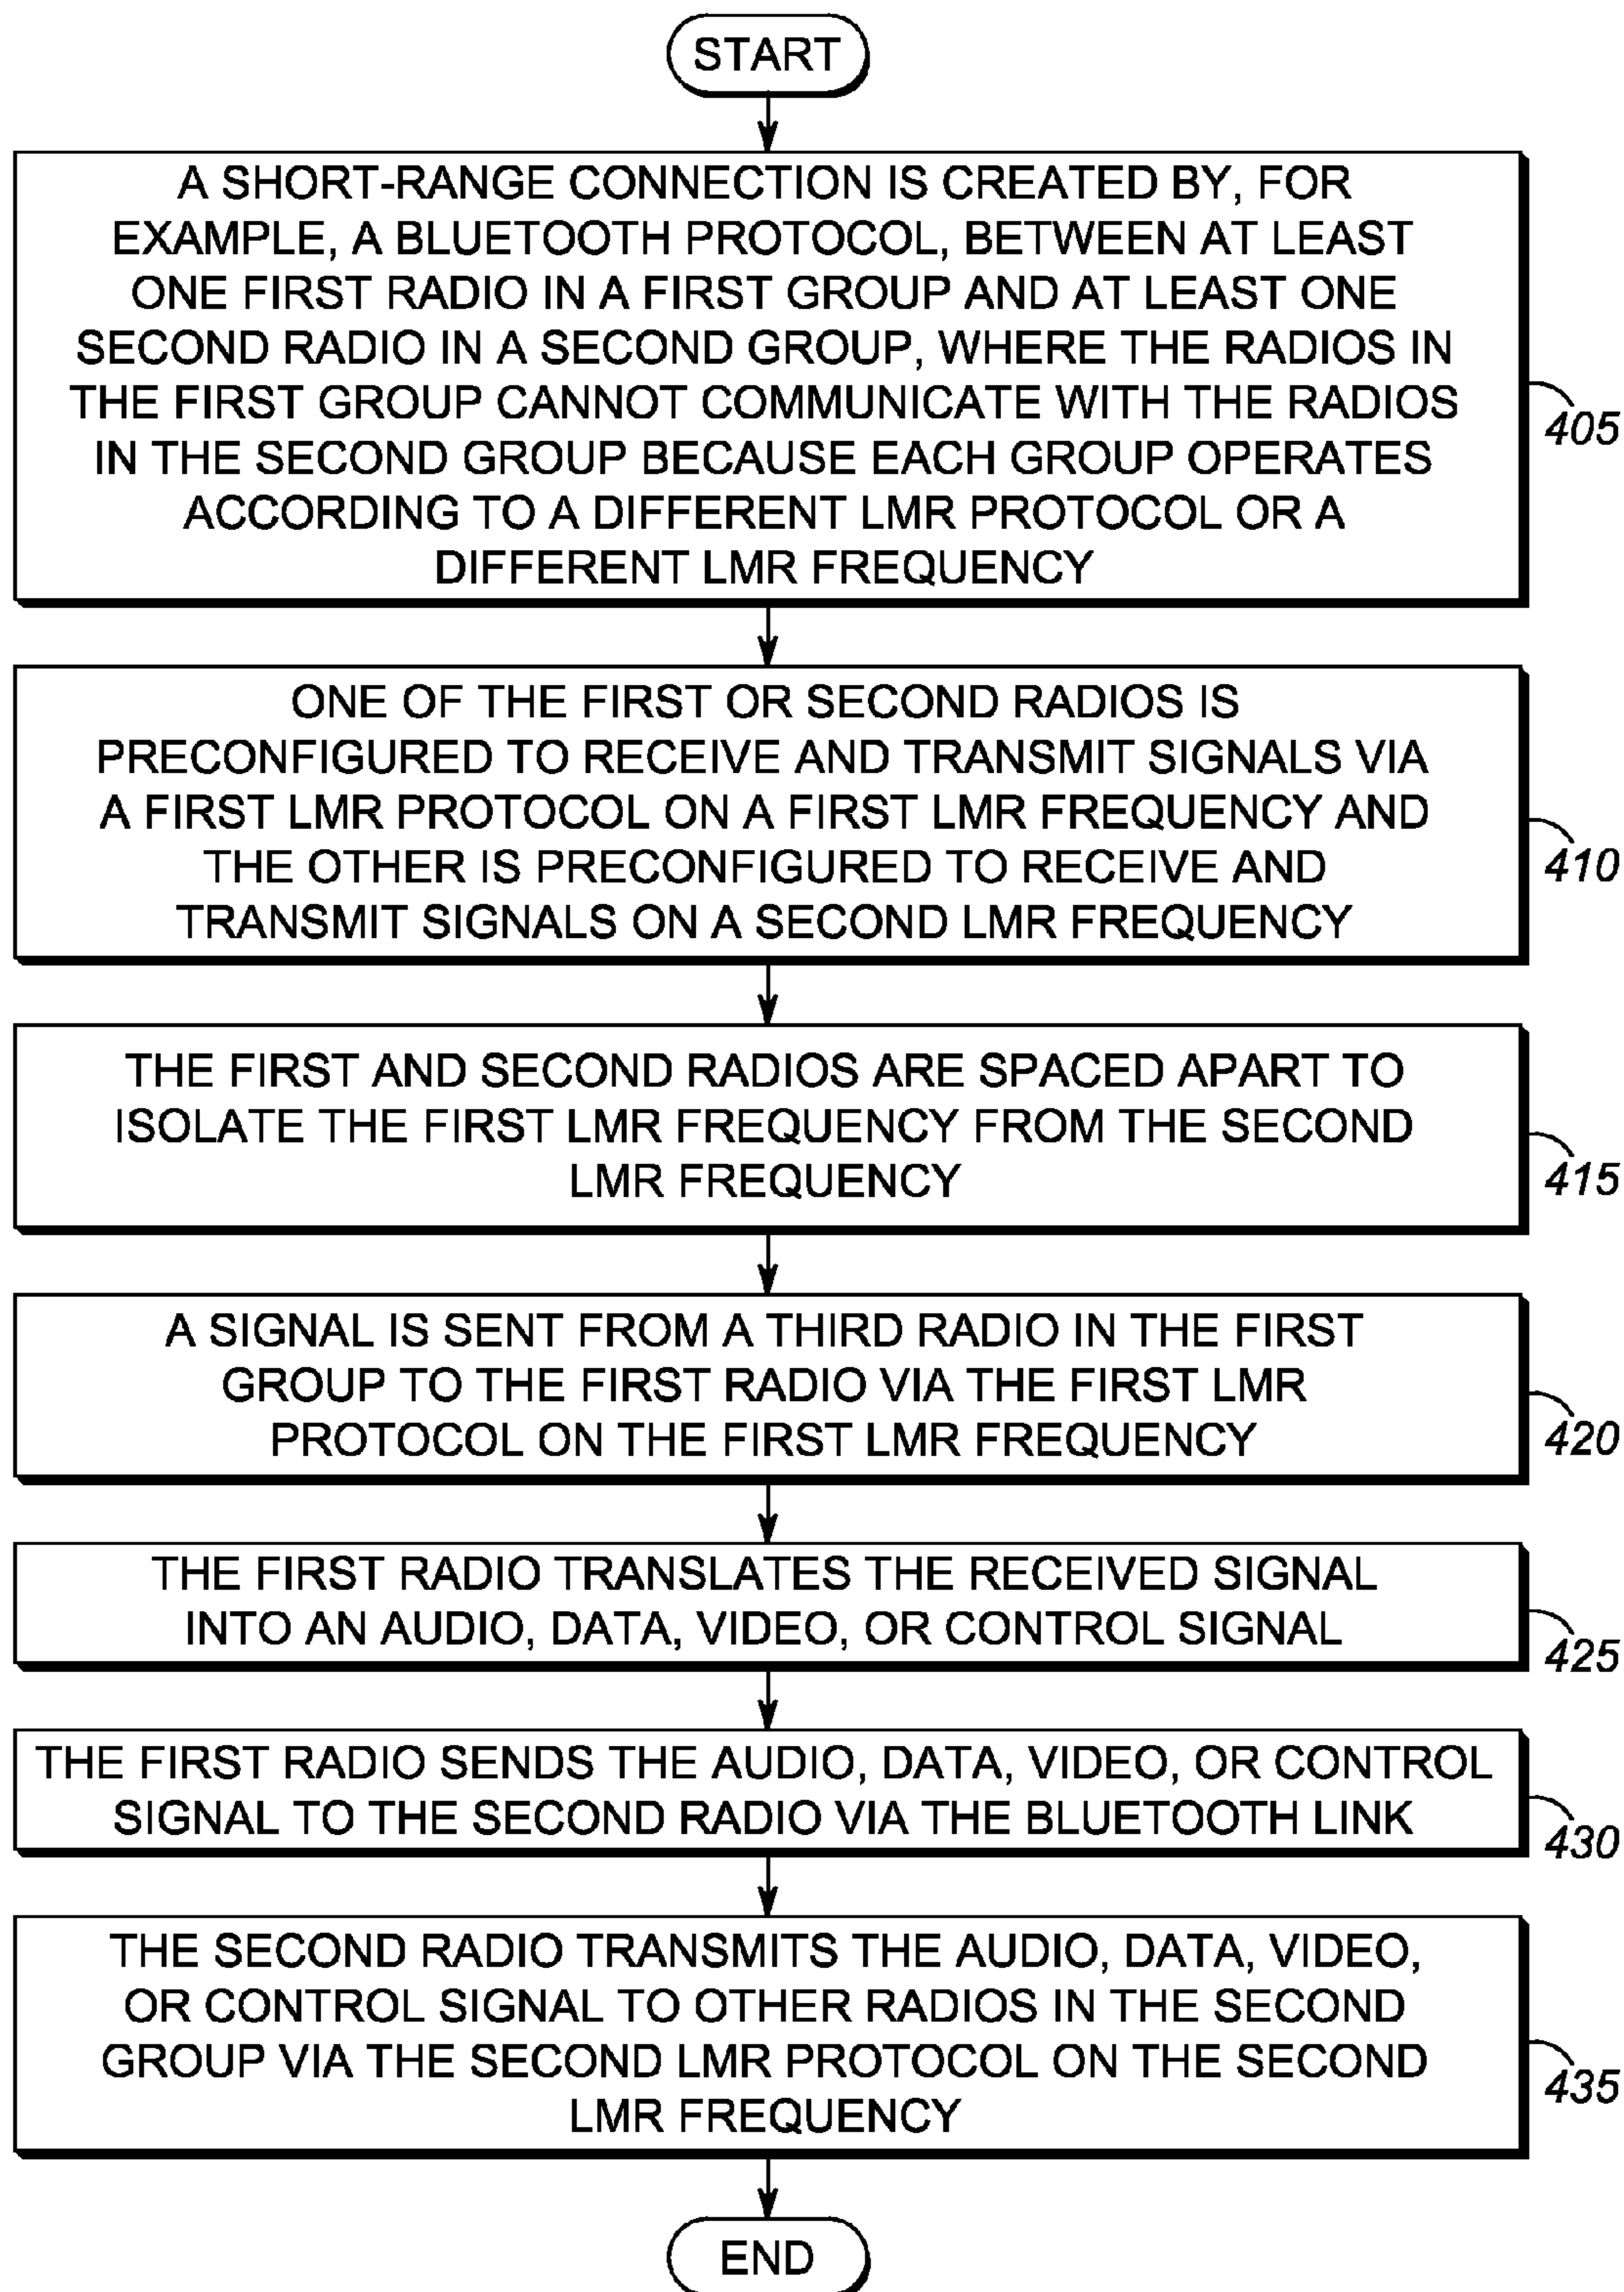 START
A SHORT-RANGE CONNECTION IS CREATED BY, FOR
EXAMPLE, A BLUETOOTH PROTOCOL, BETWEEN AT LEAST
ONE FIRST RADIO IN A FIRST GROUP AND AT LEAST ONE
SECOND RADIO IN A SECOND GROUP, WHERE THE RADIOS IN
THE FIRST GROUP CANNOT COMMUNICATE WITH THE RADIOS
IN THE SECOND GROUP BECAUSE EACH GROUP OPERATES
ACCORDING TO A DIFFERENT LMR PROTOCOL OR A
DIFFERENT LMR FREQUENCY
405
ONE OF THE FIRST OR SECOND RADIOS IS
PRECONFIGURED TO RECEIVE AND TRANSMIT SIGNALS VIA
A FIRST LMR PROTOCOL ON A FIRST LMR FREQUENCY AND
THE OTHER IS PRECONFIGURED TO RECEIVE AND
TRANSMIT SIGNALS ON A SECOND LMR FREQUENCY
410
THE FIRST AND SECOND RADIOS ARE SPACED APART TO
ISOLATE THE FIRST LMR FREQUENCY FROM THE SECOND
LMR FREQUENCY
415
A SIGNAL IS SENT FROM A THIRD RADIO IN THE FIRST
GROUP TO THE FIRST RADIO VIA THE FIRST LMR
PROTOCOL ON THE FIRST LMR FREQUENCY
420
THE FIRST RADIO TRANSLATES THE RECEIVED SIGNAL
INTO AN AUDIO, DATA, VIDEO, OR CONTROL SIGNAL
425
THE FIRST RADIO SENDS THE AUDIO, DATA, VIDEO, OR CONTROL
SIGNAL TO THE SECOND RADIO VIA THE BLUETOOTH LINK
430
THE SECOND RADIO TRANSMITS THE AUDIO, DATA, VIDEO,
OR CONTROL SIGNAL TO OTHER RADIOS IN THE SECOND
GROUP VIA THE SECOND LMR PROTOCOL ON THE SECOND
LMR FREQUENCY
435
END